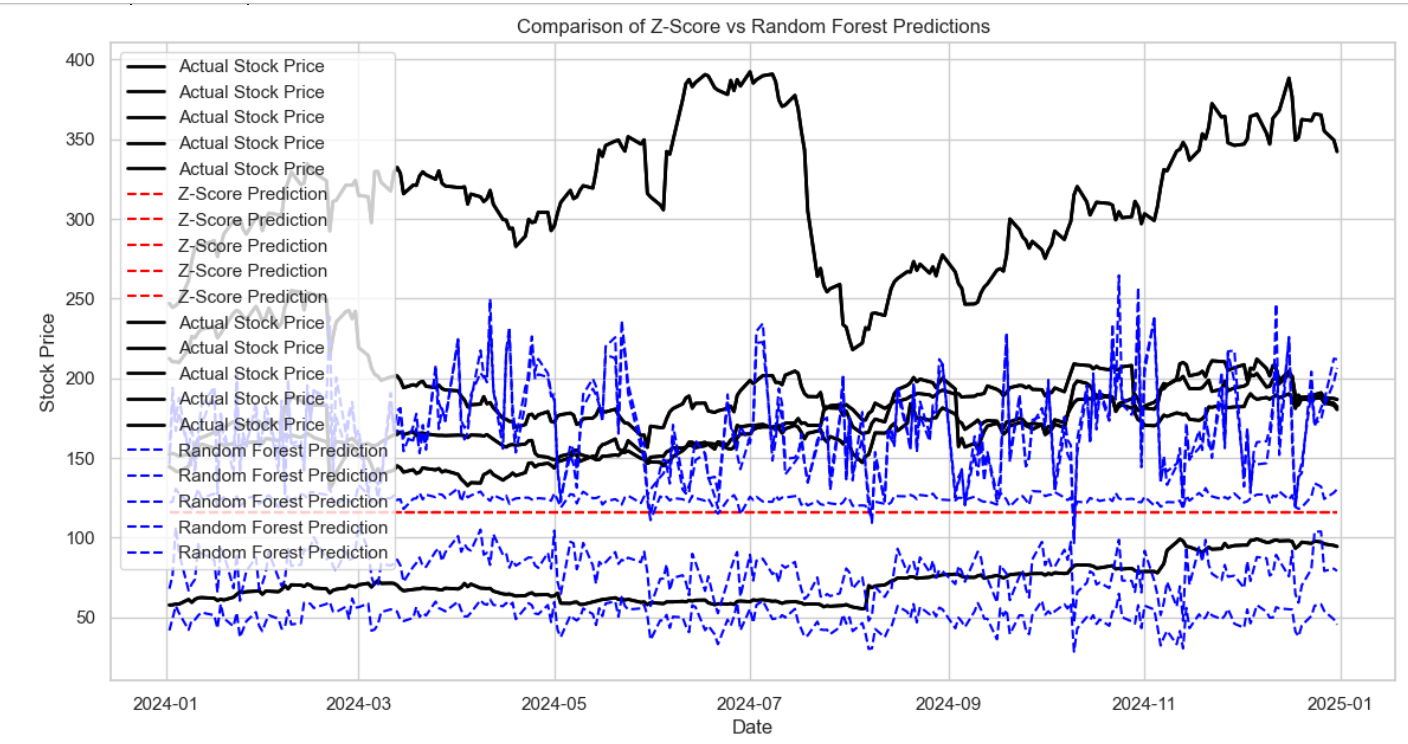 Comparison of Z-Score vs Random Forest Predictions
Stock Price
400
350
300
250
200
150
100
50
Actual Stock Price
Actual Stock Price
Actual Stock Price
Actual Stock Price
Actual Stock Price
Z-Score Prediction
Z-Score Prediction
Z-Score Prediction
Z-Score Prediction
Z-Score Prediction
Actual Stock Price
Actual Stock Price
Actual Stock Price
Actual Stock Price
Actual Stock Price
Random Forest Prediction
Random Forest Prediction
Random Forest Prediction
Random Forest Prediction
Random Forest Prediction
2024-01 2024-03 2024-05 2024-07 2024-09 2024-11 2025-01
Date